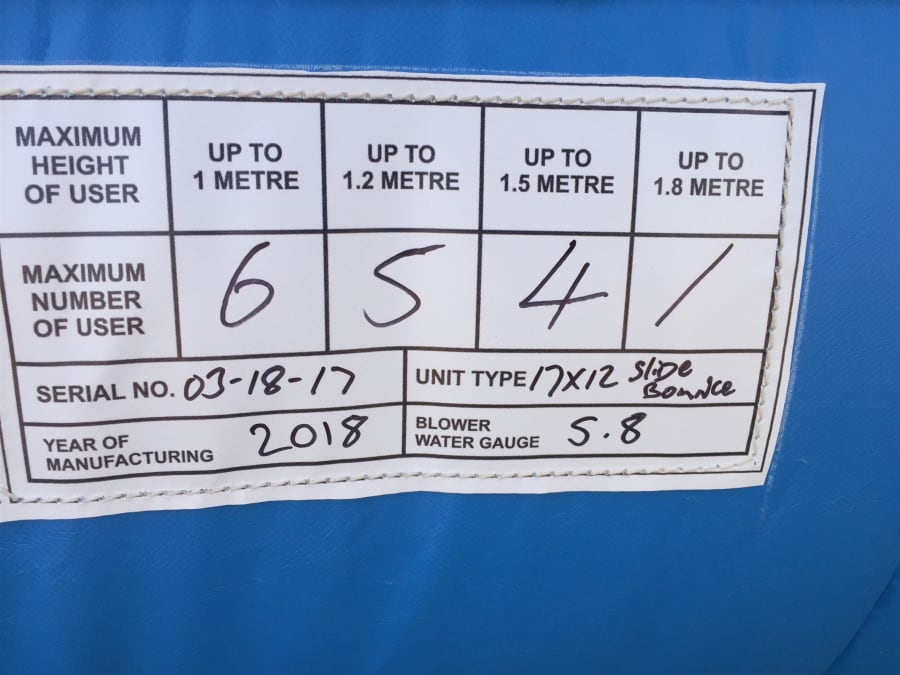 MAXIMUM
HEIGHT
OF USER
UP TO
1 METRE
UP TO
1.2 METRE
UP TO
1.5 METRE
UP TO
1.8 METRE
MAXIMUM
NUMBER
OF USER
6
5
4
/
SERIAL NO. 03-18-17
UNIT TYPE 17X12 SLIDE
BOUNCE
YEAR OF
MANUFACTURING 2018
BLOWER
WATER GAUGE 5.8